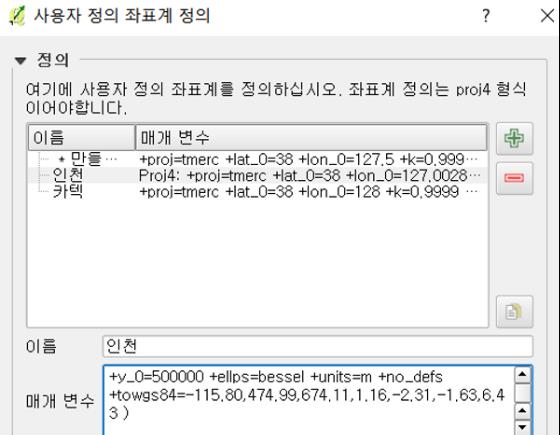 사용자 정의 좌표계 정의
? ×
정의
여기에 사용자 정의 좌표계를 정의하십시오. 좌표계 정의는 proj4 형식
이어야합니다.
이름 매개 변수
* 만들… +proj=tmerc +lat_0=38 +lon_0=127.5 +k=0.999…
인천 Proj4: +proj=tmerc +lat_0=38 +lon_0=127.0028…
카텍 +proj=tmerc +lat_0=38 +lon_0=128 +k=0.9999 …
이름 인천
매개 변수
+y_0=500000 +ellps=bessel +units=m +no_defs
+towgs84=-115.80,474.99,674.11,1.16,-2.31,-1.63,6.4
3 )